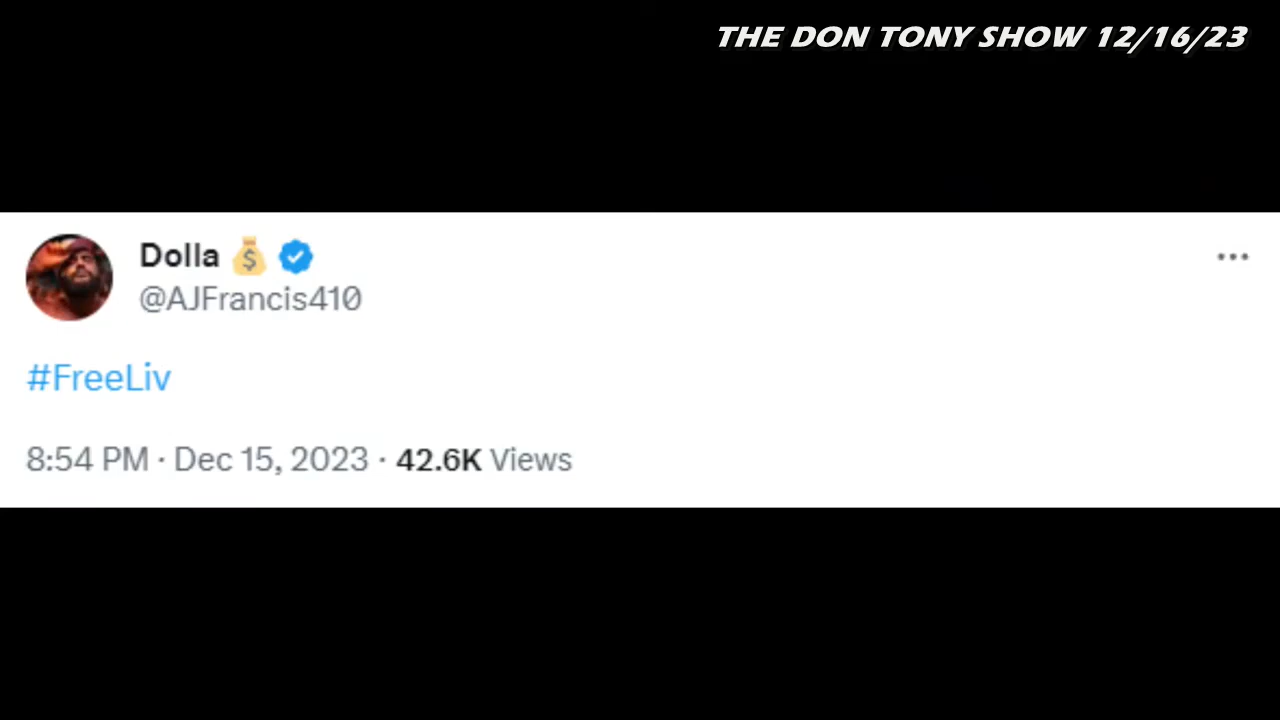 THE DON TONY SHOW 12/16/23
Dolla 💰
@AJFrancis410
#FreeLiv
8:54 PM · Dec 15, 2023 · 42.6K Views